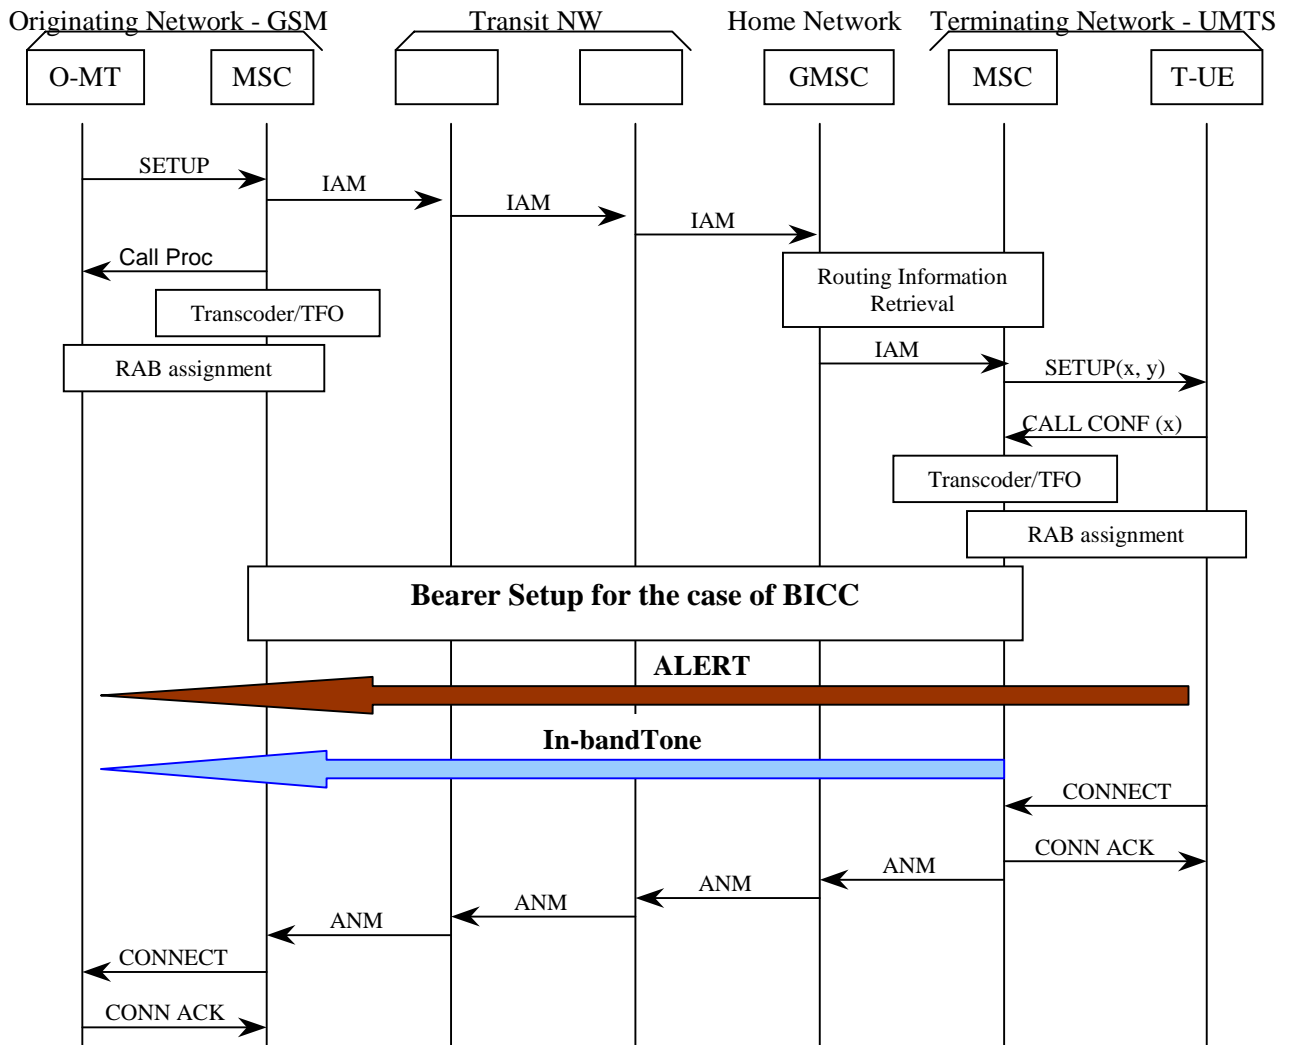 Originating Network - GSM
Transit NW
Home Network
Terminating Network - UMTS
O-MT
MSC
GMSC
MSC
T-UE
SETUP
IAM
IAM
IAM
Call Proc
Routing Information
Retrieval
Transcoder/TFO
IAM
RAB assignment
SETUP(x, y)
CALL CONF (x)
Transcoder/TFO
RAB assignment
Bearer Setup for the case of BICC
ALERT
In-bandTone
CONNECT
CONN ACK
ANM
ANM
ANM
ANM
CONNECT
CONN ACK